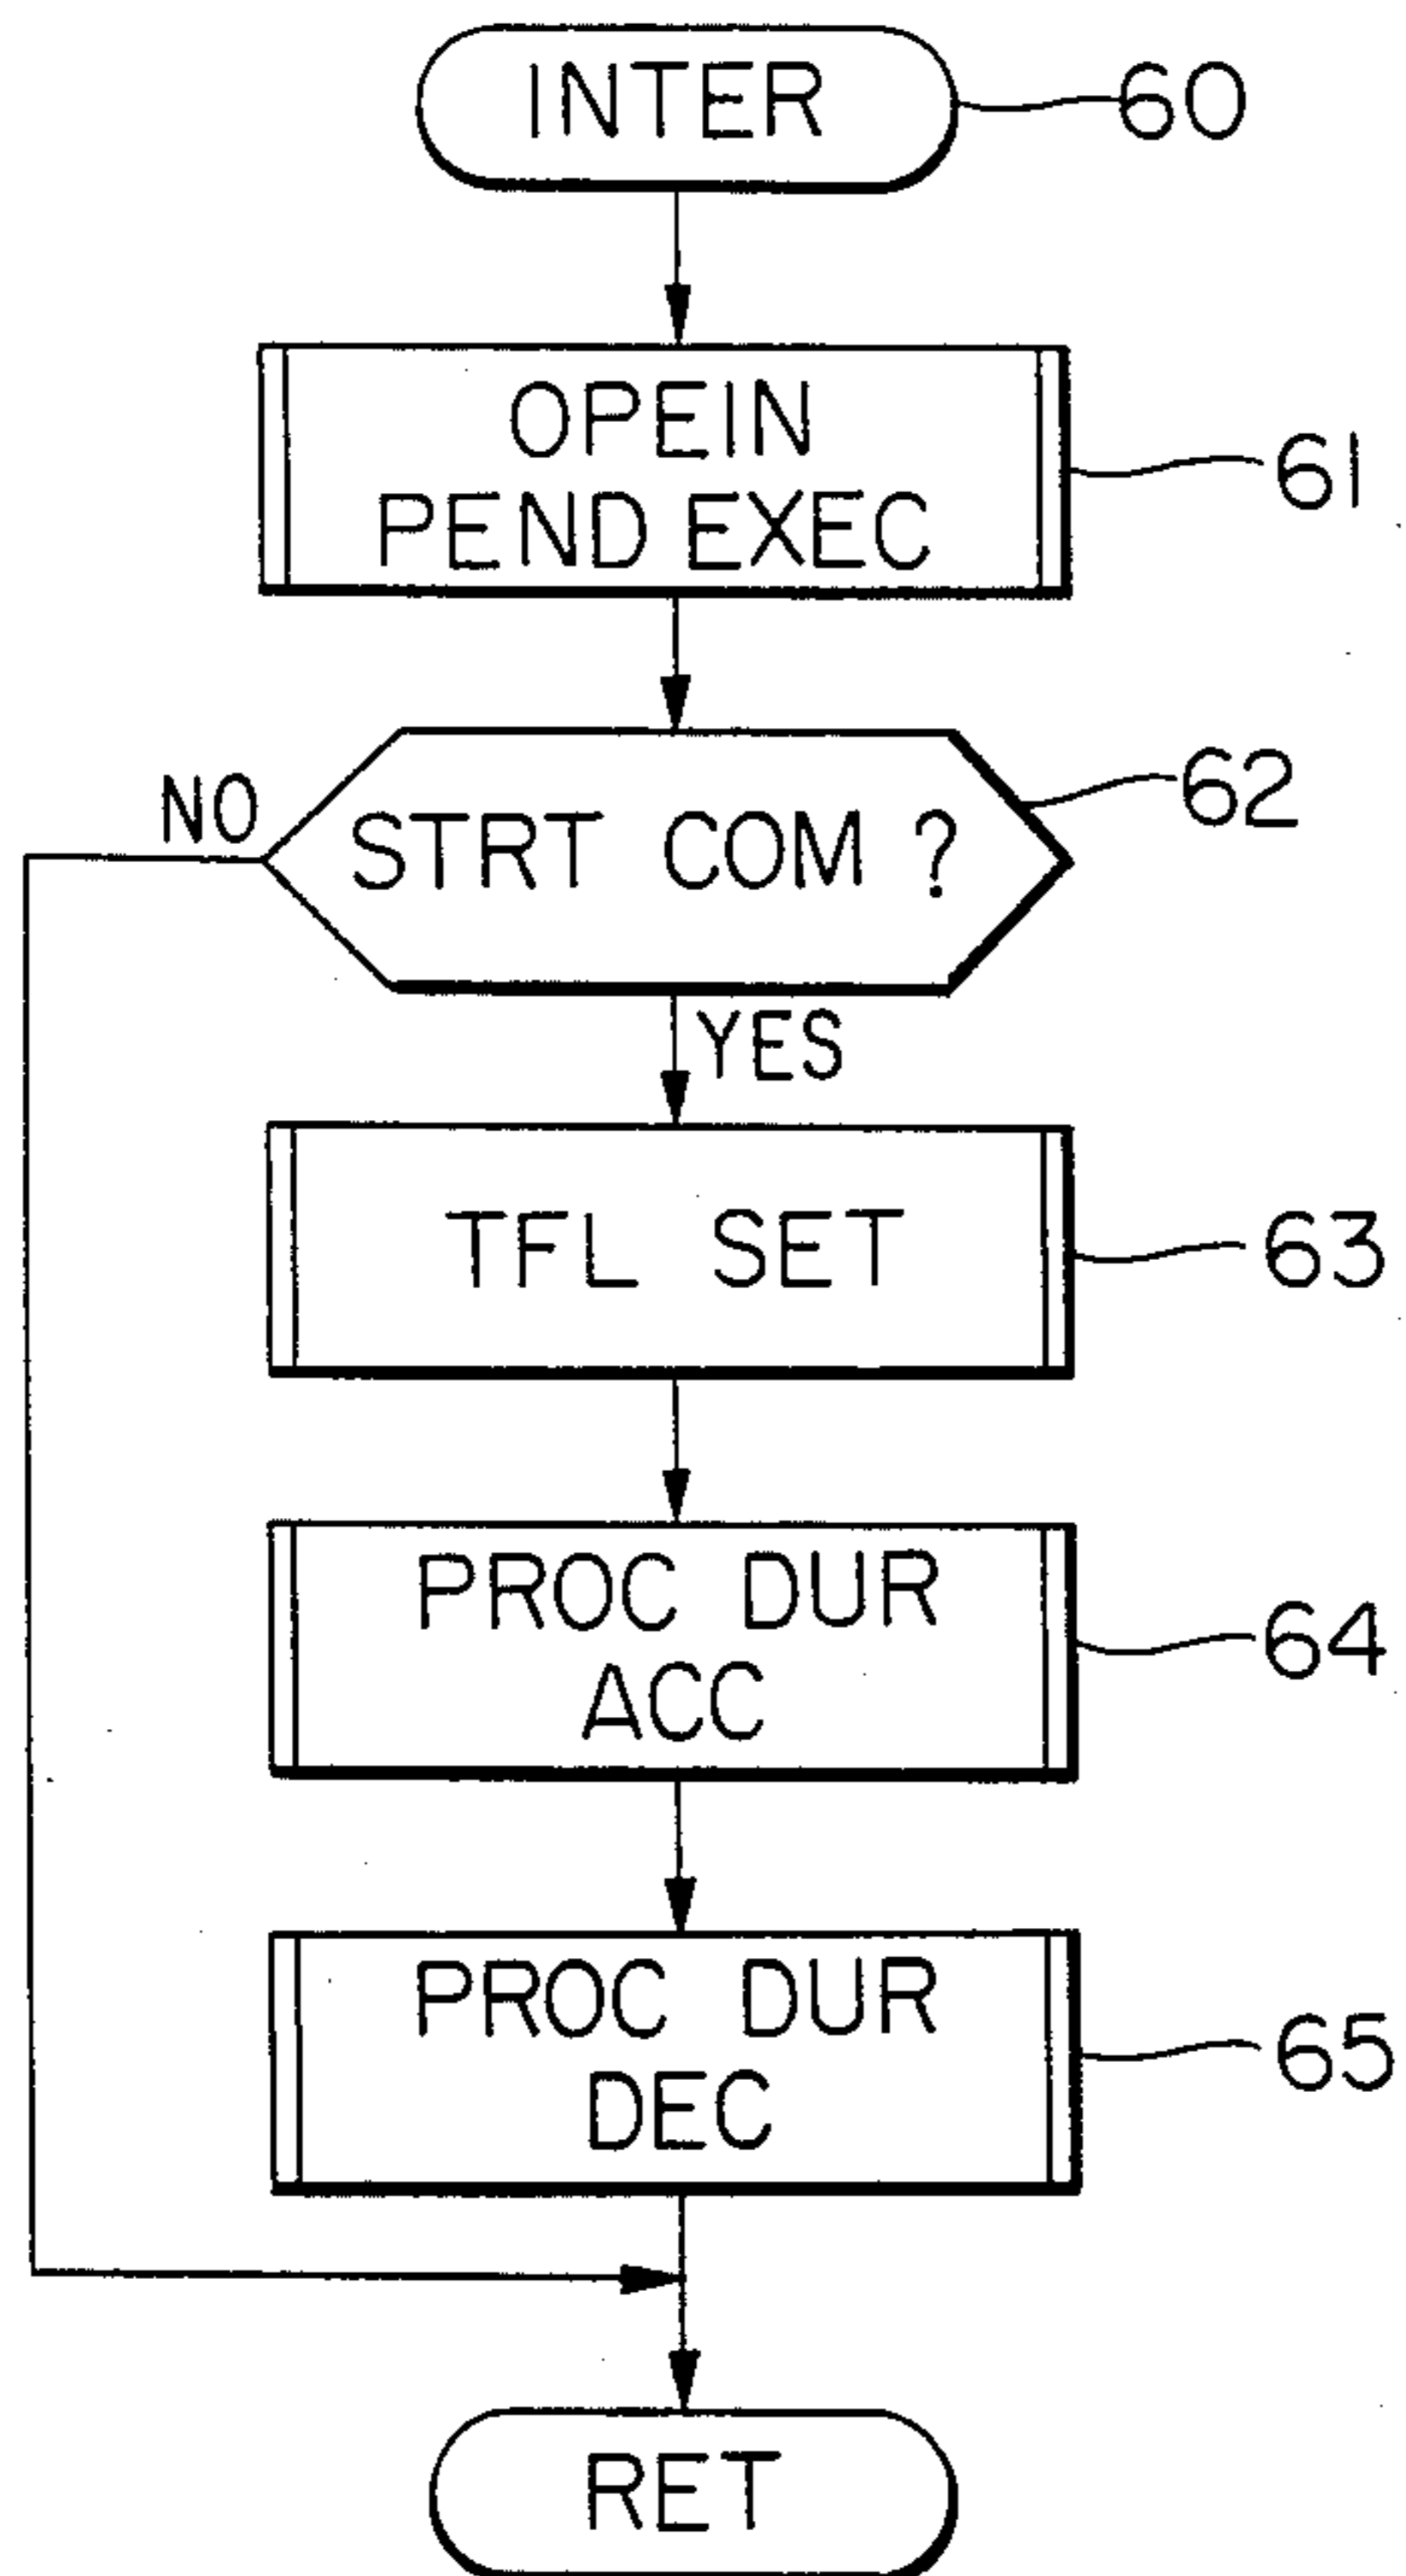 INTER
60
OPEIN
PEND EXEC
61
STRT COM ?
62
NO
YES
TFL SET
63
PROC DUR
ACC
64
PROC DUR
DEC
65
RET